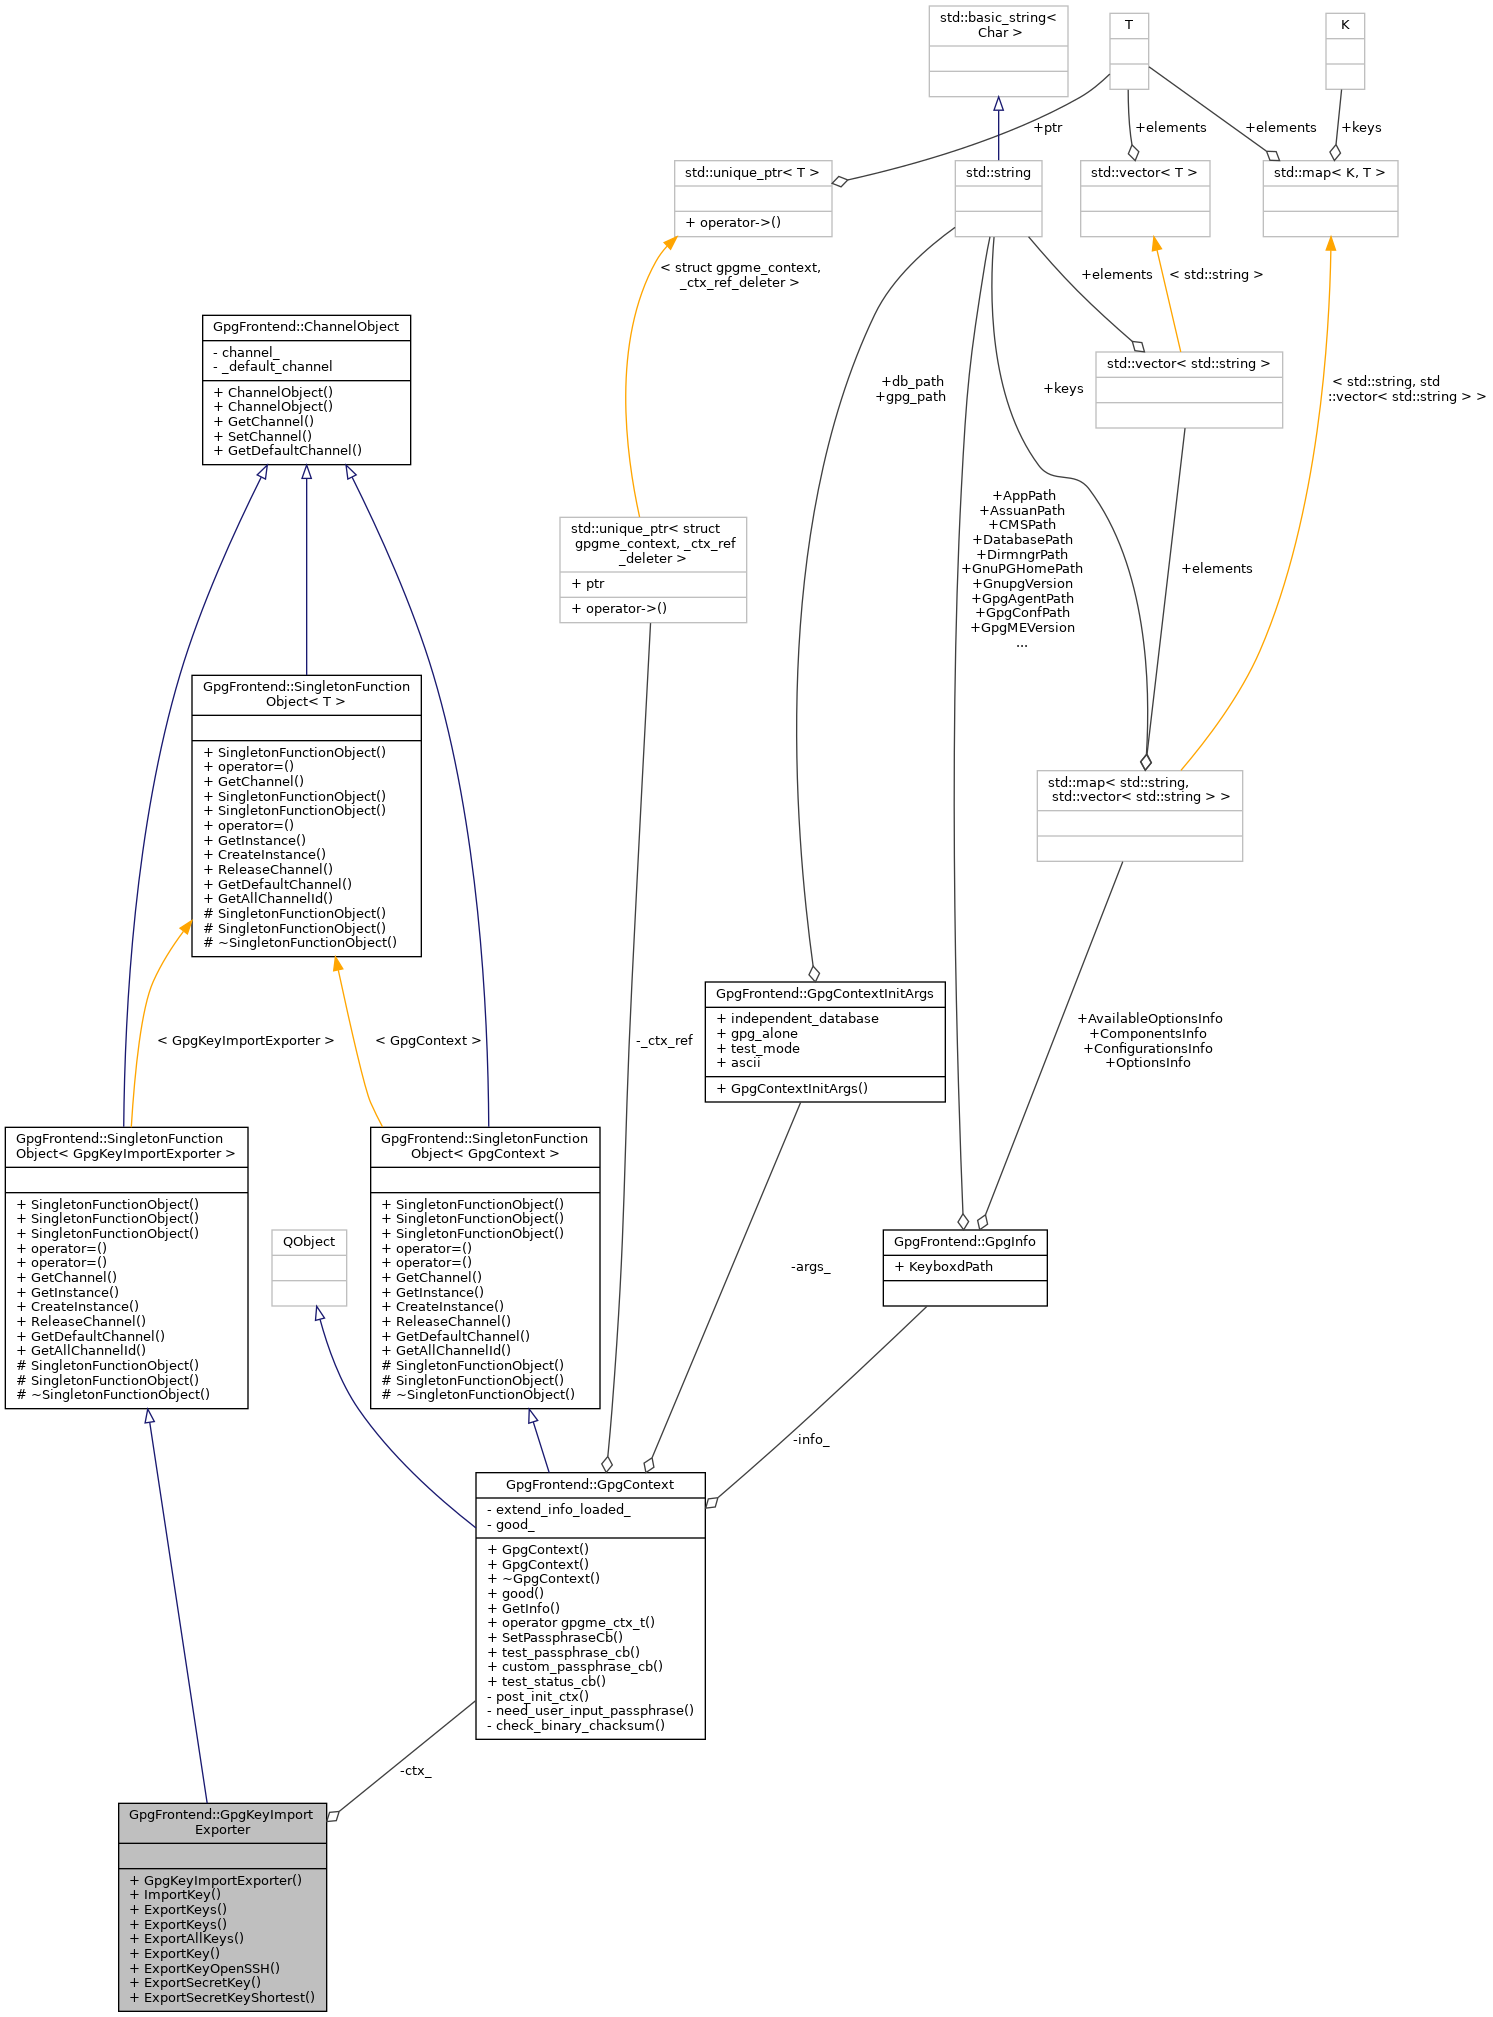 std::basic_string<
Char >
T
K
+ptr
+elements
+elements
+keys
std::unique_ptr< T >
+ operator->()
std::string
std::vector< T >
std::map< K, T >
< struct gpgme_context,
_ctx_ref_deleter >
+elements
< std::string >
GpgFrontend::ChannelObject
- channel_
- _default_channel
+ ChannelObject()
+ ChannelObject()
+ GetChannel()
+ SetChannel()
+ GetDefaultChannel()
+db_path
+gpg_path
+keys
std::vector< std::string >
< std::string, std
::vector< std::string > >
std::unique_ptr< struct
gpgme_context, _ctx_ref
_deleter >
+ ptr
+ operator->()
+AppPath
+AssuanPath
+CMSPath
+DatabasePath
+DirmngrPath
+GnuPGHomePath
+GnupgVersion
+GpgAgentPath
+GpgConfPath
+GpgMEVersion
...
+elements
GpgFrontend::SingletonFunction
Object< T >
+ SingletonFunctionObject()
+ operator=()
+ GetChannel()
+ SingletonFunctionObject()
+ SingletonFunctionObject()
+ operator=()
+ GetInstance()
+ CreateInstance()
+ ReleaseChannel()
+ GetDefaultChannel()
+ GetAllChannelId()
# SingletonFunctionObject()
# SingletonFunctionObject()
# ~SingletonFunctionObject()
std::map< std::string,
std::vector< std::string > >
< GpgKeyImportExporter >
< GpgContext >
-_ctx_ref
GpgFrontend::GpgContextInitArgs
+ independent_database
+ gpg_alone
+ test_mode
+ ascii
+ GpgContextInitArgs()
+AvailableOptionsInfo
+ComponentsInfo
+ConfigurationsInfo
+OptionsInfo
GpgFrontend::SingletonFunction
Object< GpgKeyImportExporter >
+ SingletonFunctionObject()
+ SingletonFunctionObject()
+ SingletonFunctionObject()
+ operator=()
+ operator=()
+ GetChannel()
+ GetInstance()
+ CreateInstance()
+ ReleaseChannel()
+ GetDefaultChannel()
+ GetAllChannelId()
# SingletonFunctionObject()
# SingletonFunctionObject()
# ~SingletonFunctionObject()
QObject
GpgFrontend::SingletonFunction
Object< GpgContext >
+ SingletonFunctionObject()
+ SingletonFunctionObject()
+ SingletonFunctionObject()
+ operator=()
+ operator=()
+ GetChannel()
+ GetInstance()
+ CreateInstance()
+ ReleaseChannel()
+ GetDefaultChannel()
+ GetAllChannelId()
# SingletonFunctionObject()
# SingletonFunctionObject()
# ~SingletonFunctionObject()
-args_
GpgFrontend::GpgInfo
+ KeyboxdPath
-info_
GpgFrontend::GpgContext
- extend_info_loaded_
- good_
+ GpgContext()
+ GpgContext()
+ ~GpgContext()
+ good()
+ GetInfo()
+ operator gpgme_ctx_t()
+ SetPassphraseCb()
+ test_passphrase_cb()
+ custom_passphrase_cb()
+ test_status_cb()
- post_init_ctx()
- need_user_input_passphrase()
- check_binary_chacksum()
-ctx_
GpgFrontend::GpgKeyImport
Exporter
+ GpgKeyImportExporter()
+ ImportKey()
+ ExportKeys()
+ ExportKeys()
+ ExportAllKeys()
+ ExportKey()
+ ExportKeyOpenSSH()
+ ExportSecretKey()
+ ExportSecretKeyShortest()